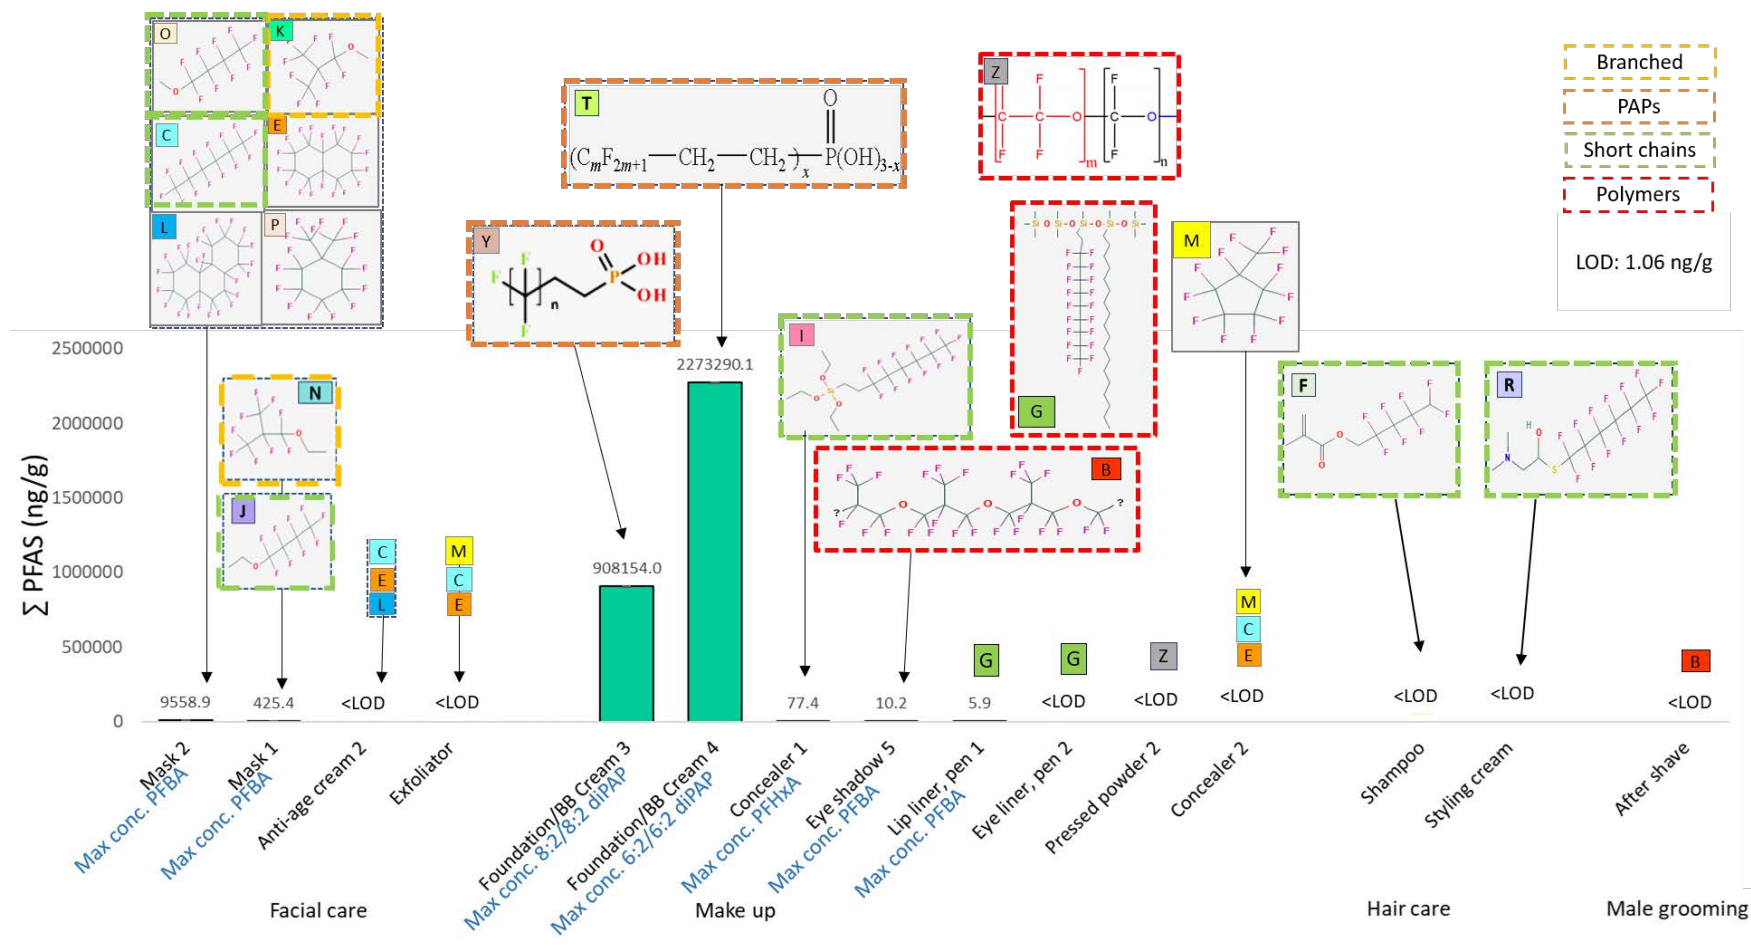 O
K
C
E
L
P
T
(CmF2m+1—CH2—CH2)x—P(OH)3-x
O
Z
Y
M
I
G
B
N
J
F
R
Branched
PAPs
Short chains
Polymers
LOD: 1.06 ng/g
∑ PFAS (ng/g)
2500000
2000000
1500000
1000000
500000
0
9558.9
425.4
<LOD
<LOD
908154.0
2273290.1
77.4
10.2
5.9
<LOD
<LOD
<LOD
<LOD
<LOD
<LOD
C
E
L
M
C
E
G
G
Z
M
C
E
B
Mask 2
Max conc. PFBA
Mask 1
Max conc. PFBA
Anti-age cream 2
Exfoliator
Foundation/BB Cream 3
Max conc. 8:2/8:2 diPAP
Foundation/BB Cream 4
Max conc. 6:2/6:2 diPAP
Concealer 1
Max conc. PFHxA
Eye shadow 5
Max conc. PFBA
Lip liner, pen 1
Max conc. PFBA
Eye liner, pen 2
Pressed powder 2
Concealer 2
Shampoo
Styling cream
After shave
Facial care
Make up
Hair care
Male grooming